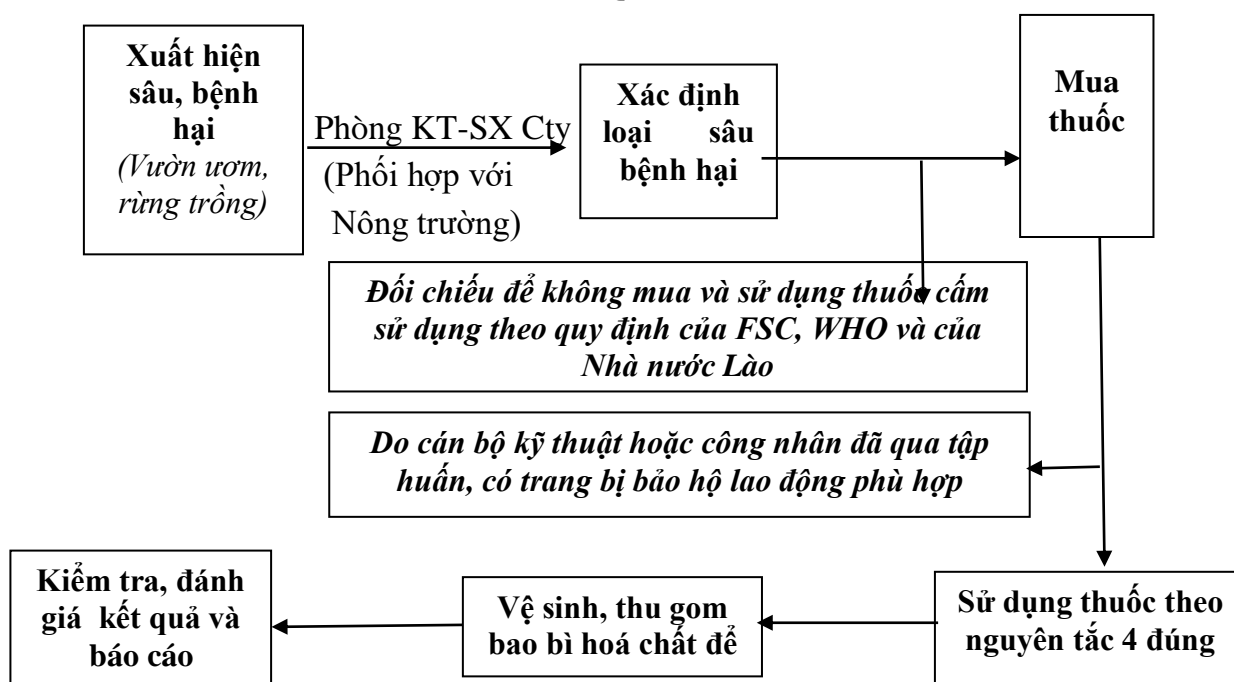 Xuất hiện
sâu, bệnh
hại
(Vườn ươm,
rừng trồng)
Phòng KT-SX Cty
(Phối hợp với
Nông trường)
Xác định
loại sâu
bệnh hại
Mua
thuốc
Đối chiếu để không mua và sử dụng thuốc cấm
sử dụng theo quy định của FSC, WHO và của
Nhà nước Lào
Do cán bộ kỹ thuật hoặc công nhân đã qua tập
huấn, có trang bị bảo hộ lao động phù hợp
Sử dụng thuốc theo
nguyên tắc 4 đúng
Vệ sinh, thu gom
bao bì hoá chất để
Kiểm tra, đánh
giá kết quả và
báo cáo